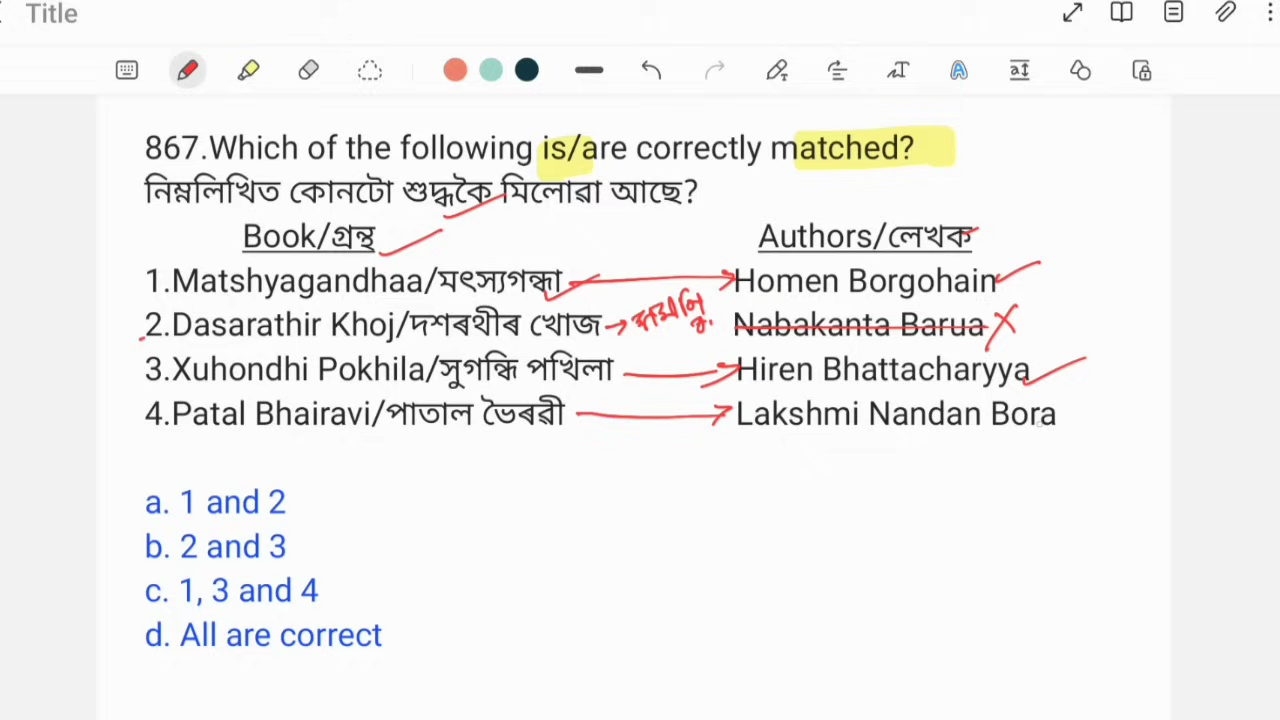 Title
867.Which of the following is/are correctly matched?
নিম্নলিখিত কোনটো শুদ্ধকৈ মিলোৱা আছে?
Book/গ্ৰন্থ Authors/লেখক
1.Matshyagandhaa/মৎস্যগন্ধা Homen Borgohain
2.Dasarathir Khoj/দশৰথীৰ খোজ Nabakanta Barua
3.Xuhondhi Pokhila/সুগন্ধি পখিলা Hiren Bhattacharyya
4.Patal Bhairavi/পাতাল ভৈৰৱী Lakshmi Nandan Bora
a. 1 and 2
b. 2 and 3
c. 1, 3 and 4
d. All are correct